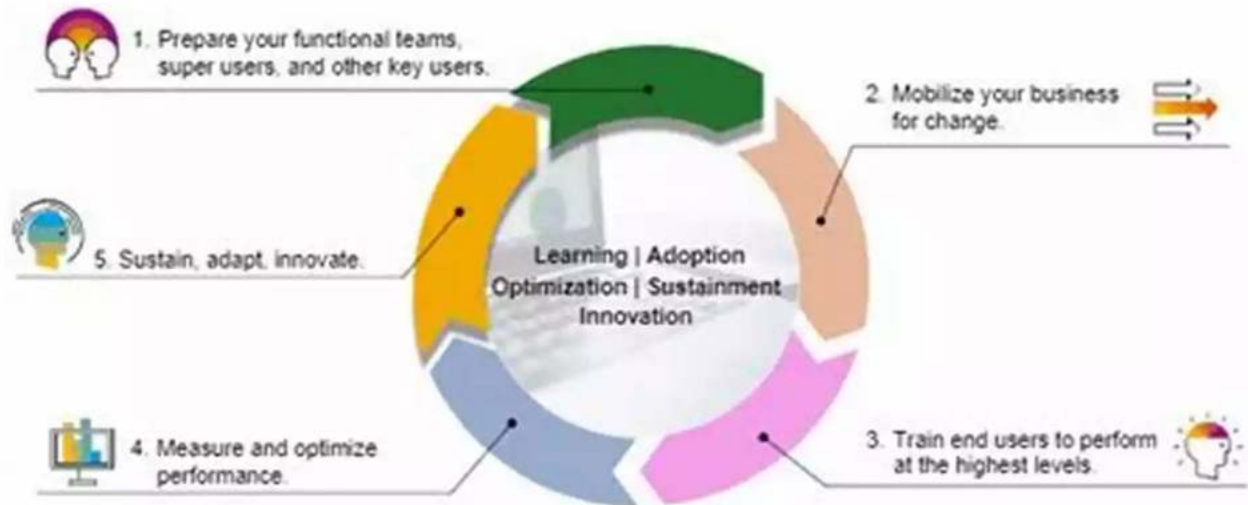 1. Prepare your functional teams,
super users, and other key users.
2. Mobilize your business
for change.
3. Train end users to perform
at the highest levels.
4. Measure and optimize
performance.
5. Sustain, adapt, innovate.
Learning | Adoption
Optimization | Sustainment
Innovation